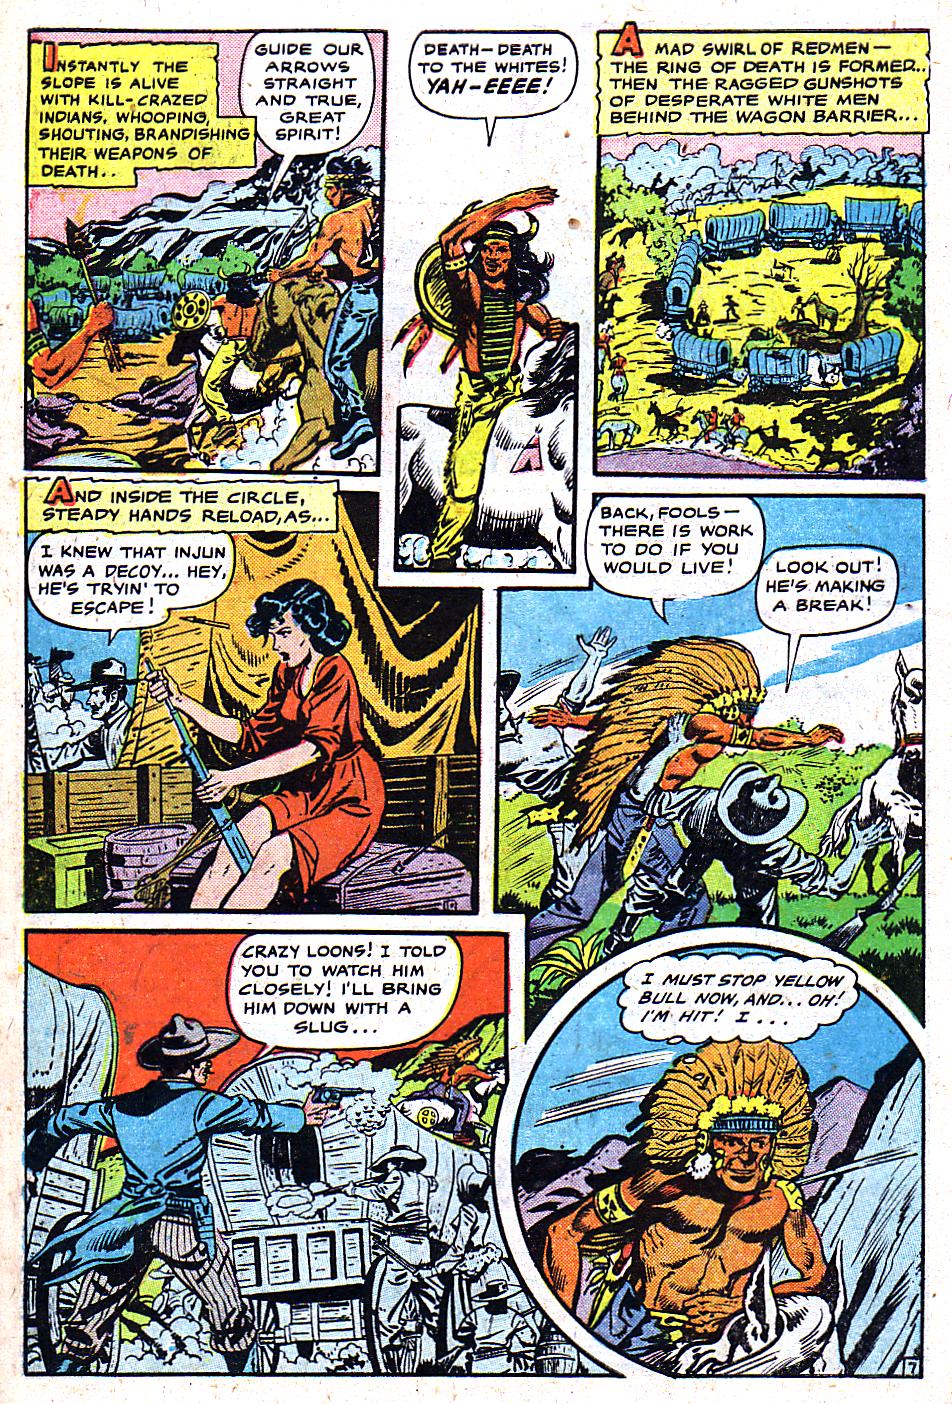 INSTANTLY THE
SLOPE IS ALIVE
WITH KILL-CRAZED
INDIANS, WHOOPING,
SHOUTING, BRANDISHING
THEIR WEAPONS OF
DEATH..
GUIDE OUR
ARROWS
STRAIGHT
AND TRUE,
GREAT
SPIRIT!
DEATH—DEATH
TO THE WHITES!
YAH-EEEE!
A MAD SWIRL OF REDMEN—
THE RING OF DEATH IS FORMED..
THEN THE RAGGED GUNSHOTS
OF DESPERATE WHITE MEN
BEHIND THE WAGON BARRIER...
AND INSIDE THE CIRCLE,
STEADY HANDS RELOAD, AS...
I KNEW THAT INJUN
WAS A DECOY... HEY,
HE'S TRYIN' TO
ESCAPE!
BACK, FOOLS—
THERE IS WORK
TO DO IF YOU
WOULD LIVE!
LOOK OUT!
HE'S MAKING
A BREAK!
CRAZY LOONS! I TOLD
YOU TO WATCH HIM
CLOSELY! I'LL BRING
HIM DOWN WITH A
SLUG...
I MUST STOP YELLOW
BULL NOW, AND... OH!
I'M HIT! I...
7